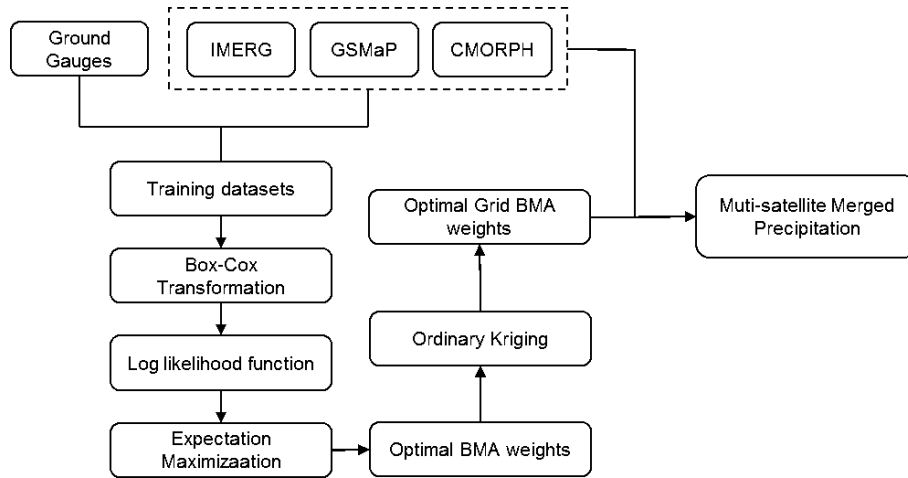 Ground
Gauges
IMERG
GSMaP
CMORPH
Training datasets
Box-Cox
Transformation
Log likelihood function
Expectation
Maximizaation
Optimal BMA weights
Ordinary Kriging
Optimal Grid BMA
weights
Muti-satellite Merged
Precipitation